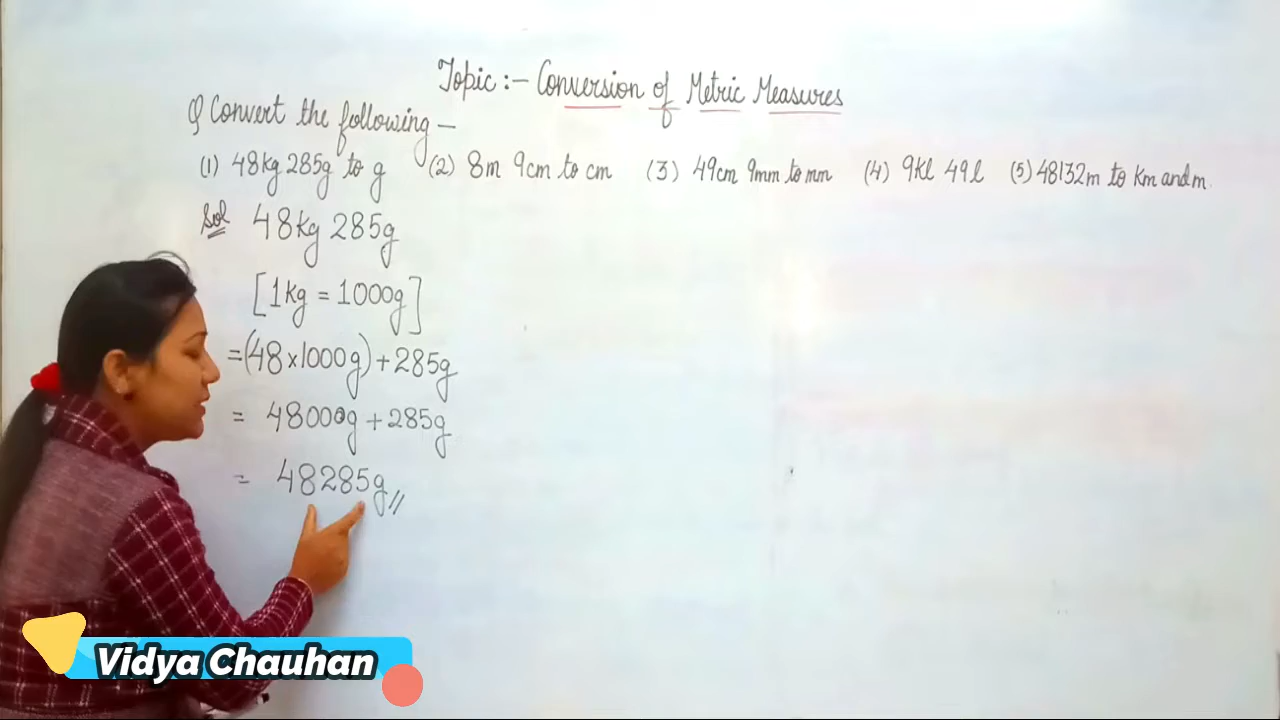 Topic :- Conversion of Metric Measures
Q Convert the following -
(1) 48kg 285g to g (2) 8m 9cm to cm (3) 49cm 9mm to mm (4) 9kl 49l (5) 48132m to Km and m.
Sol 48kg 285g
[1kg = 1000g]
= (48 x 1000g) + 285g
= 48000g + 285g
= 48285g //
Vidya Chauhan